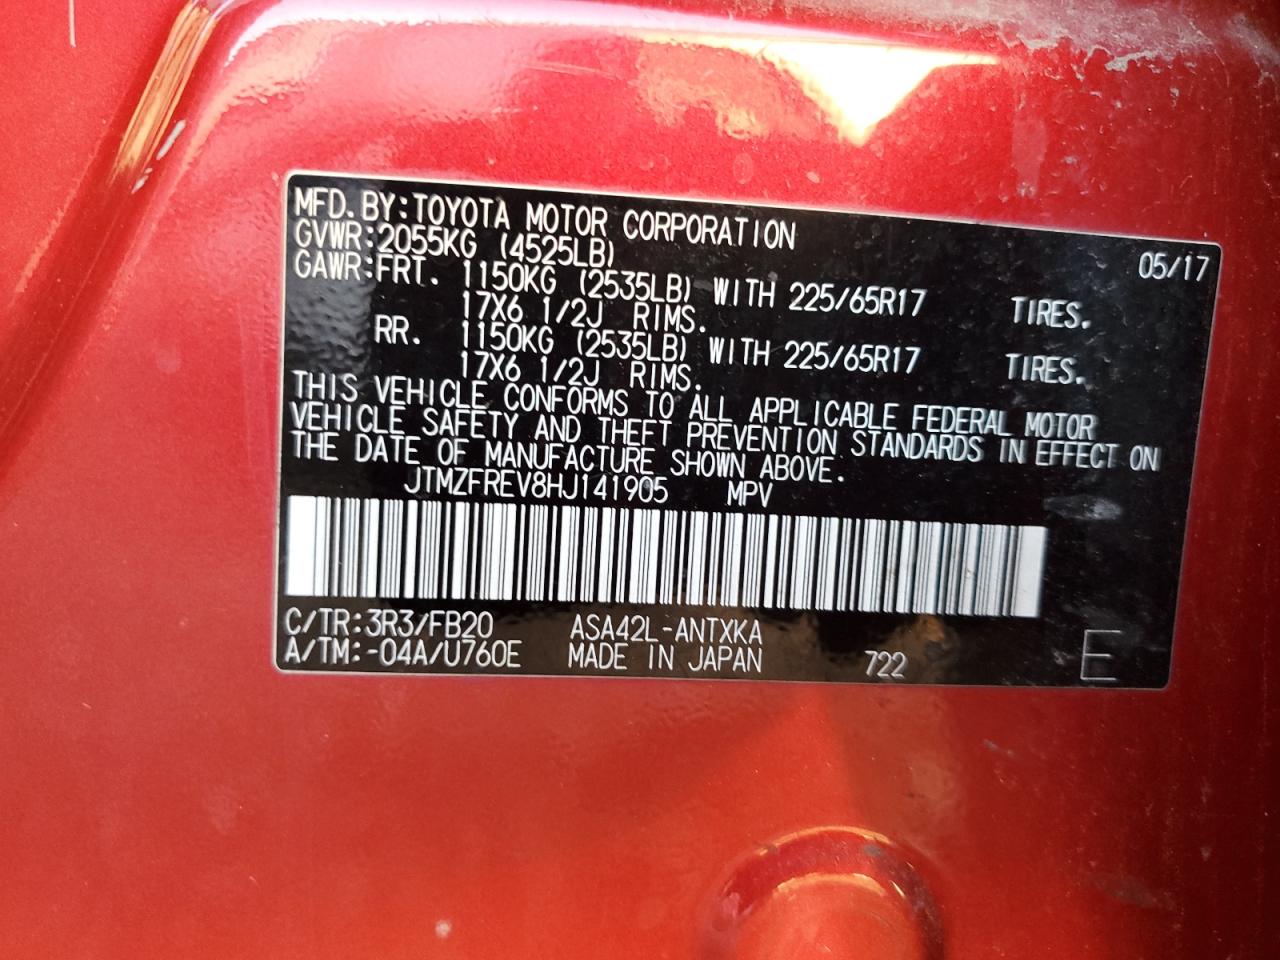 MFD. BY:TOYOTA MOTOR CORPORATION 05/17
GVWR:2055KG (4525LB)
GAWR:FRT. 1150KG (2535LB) WITH 225/65R17 TIRES.
17X6 1/2J RIMS.
RR. 1150KG (2535LB) WITH 225/65R17 TIRES.
17X6 1/2J RIMS.
THIS VEHICLE CONFORMS TO ALL APPLICABLE FEDERAL MOTOR
VEHICLE SAFETY AND THEFT PREVENTION STANDARDS IN EFFECT ON
THE DATE OF MANUFACTURE SHOWN ABOVE.
JTMZFREV8HJ141905 MPV
C/TR:3R3/FB20 ASA42L-ANTXKA
A/TM:-04A/U760E MADE IN JAPAN 722 E